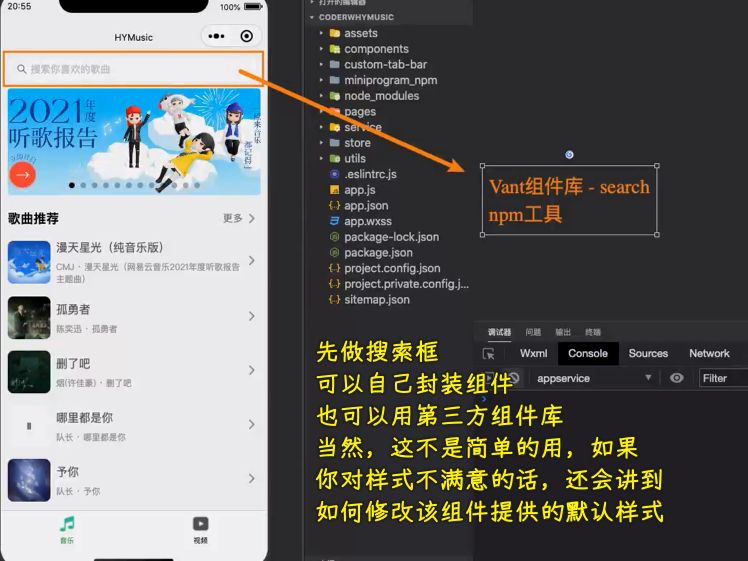 20:55
100%
HYMusic
搜索你喜欢的歌曲
2021年度
听歌报告
立即开启
歌曲推荐
更多
漫天星光（纯音乐版）
CMJ · 漫天星光（网易云音乐2021年度听歌报告
主题曲）
孤勇者
陈奕迅 · 孤勇者
删了吧
烟(许佳豪) · 删了吧
哪里都是你
队长 · 哪里都是你
予你
队长 · 予你
音乐
视频
打开的编辑器
CODERWHYMUSIC
assets
components
custom-tab-bar
miniprogram_npm
node_modules
pages
service
store
utils
.eslintrc.js
app.js
app.json
app.wxss
package-lock.json
package.json
project.config.json
project.private.config.j...
sitemap.json
Vant组件库 - search
npm工具
调试器 问题 输出 终端
Wxml Console Sources Network
appservice
Filter
先做搜索框
可以自己封装组件
也可以用第三方组件库
当然，这不是简单的用，如果
你对样式不满意的话，还会讲到
如何修改该组件提供的默认样式